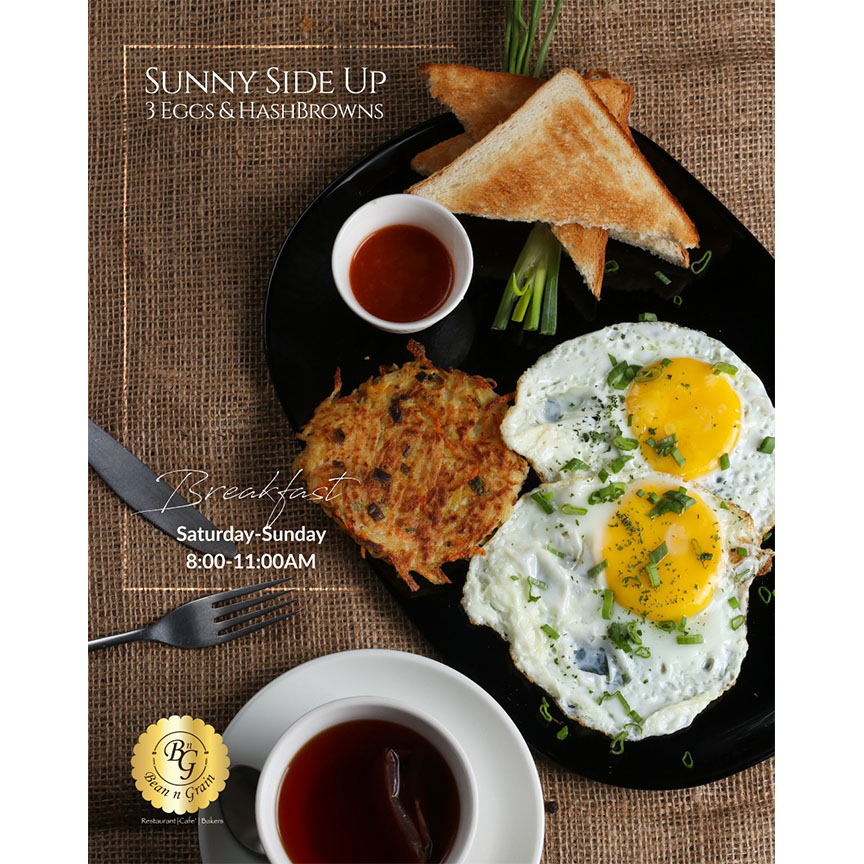 Sunny Side Up
3 Eggs & HashBrowns
Breakfast
Saturday-Sunday
8:00-11:00AM
BnG
Bean n Grain
Restaurant|Cafe'|Bakers